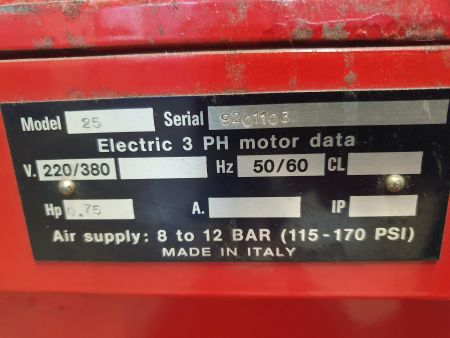 Model 25 Serial 9201103
Electric 3 PH motor data
V. 220/380 Hz 50/60 CL
Hp 0.75 A. IP
Air supply: 8 to 12 BAR (115-170 PSI)
MADE IN ITALY